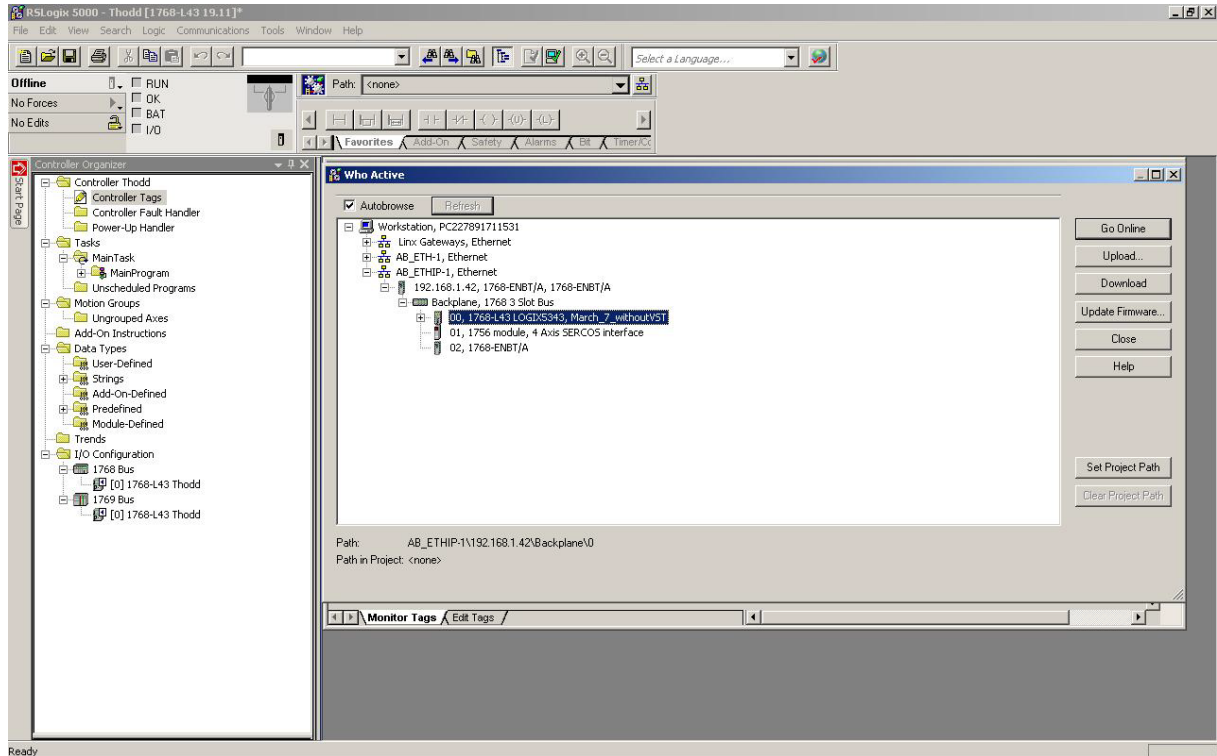 RSLogix 5000 - Thodd [1768-L43 19.11]*
File Edit View Search Logic Communications Tools Window Help
Select a Language...
Offline
RUN
No Forces
OK
No Edits
BAT
I/O
Path: <none>
Favorites Add-On Safety Alarms Bit Timer/Cc
Start Page
Controller Organizer
Controller Thodd
Controller Tags
Controller Fault Handler
Power-Up Handler
Tasks
MainTask
MainProgram
Unscheduled Programs
Motion Groups
Ungrouped Axes
Add-On Instructions
Data Types
User-Defined
Strings
Add-On-Defined
Predefined
Module-Defined
Trends
I/O Configuration
1768 Bus
[0] 1768-L43 Thodd
1769 Bus
[0] 1768-L43 Thodd
Who Active
Autobrowse Refresh
Workstation, PC227891711531
Linx Gateways, Ethernet
AB_ETH-1, Ethernet
AB_ETHIP-1, Ethernet
192.168.1.42, 1768-ENBT/A, 1768-ENBT/A
Backplane, 1768 3 Slot Bus
00, 1768-L43 LOGIX5343, March_7_withoutVST
01, 1756 module, 4 Axis SERCOS interface
02, 1768-ENBT/A
Go Online
Upload...
Download
Update Firmware...
Close
Help
Set Project Path
Clear Project Path
Path: AB_ETHIP-1\192.168.1.42\Backplane\0
Path in Project: <none>
Monitor Tags Edit Tags
Ready